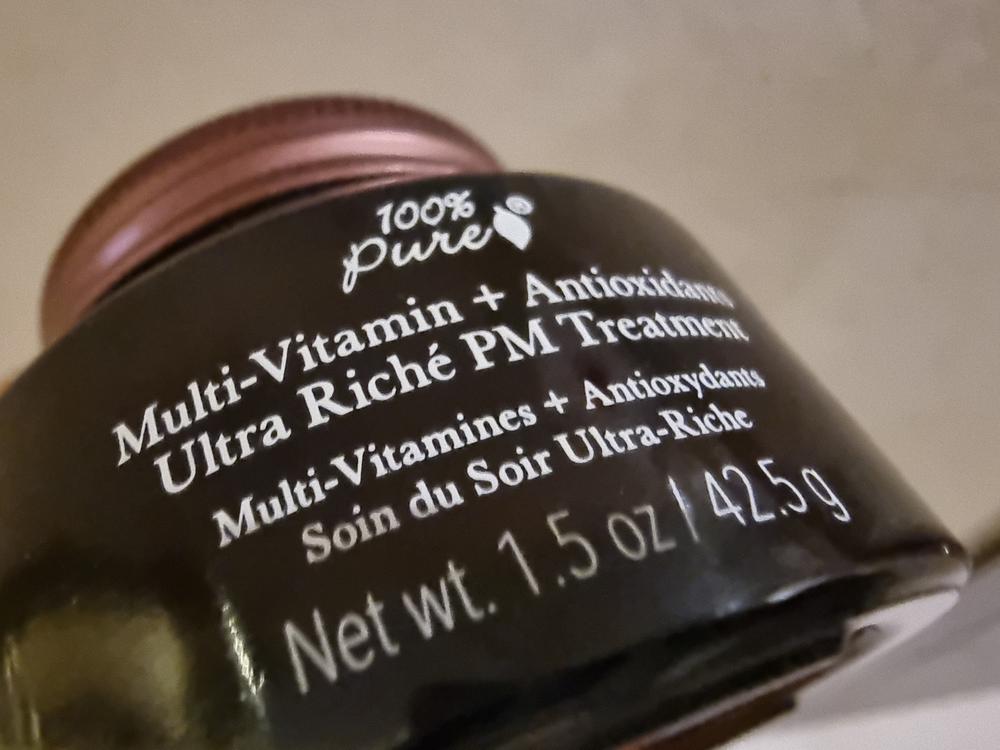 100%
pure
Multi-Vitamin + Antioxidants
Ultra Riché PM Treatment
Multi-Vitamines + Antioxydants
Soin du Soir Ultra-Riche
Net wt. 1.5 oz / 42.5g